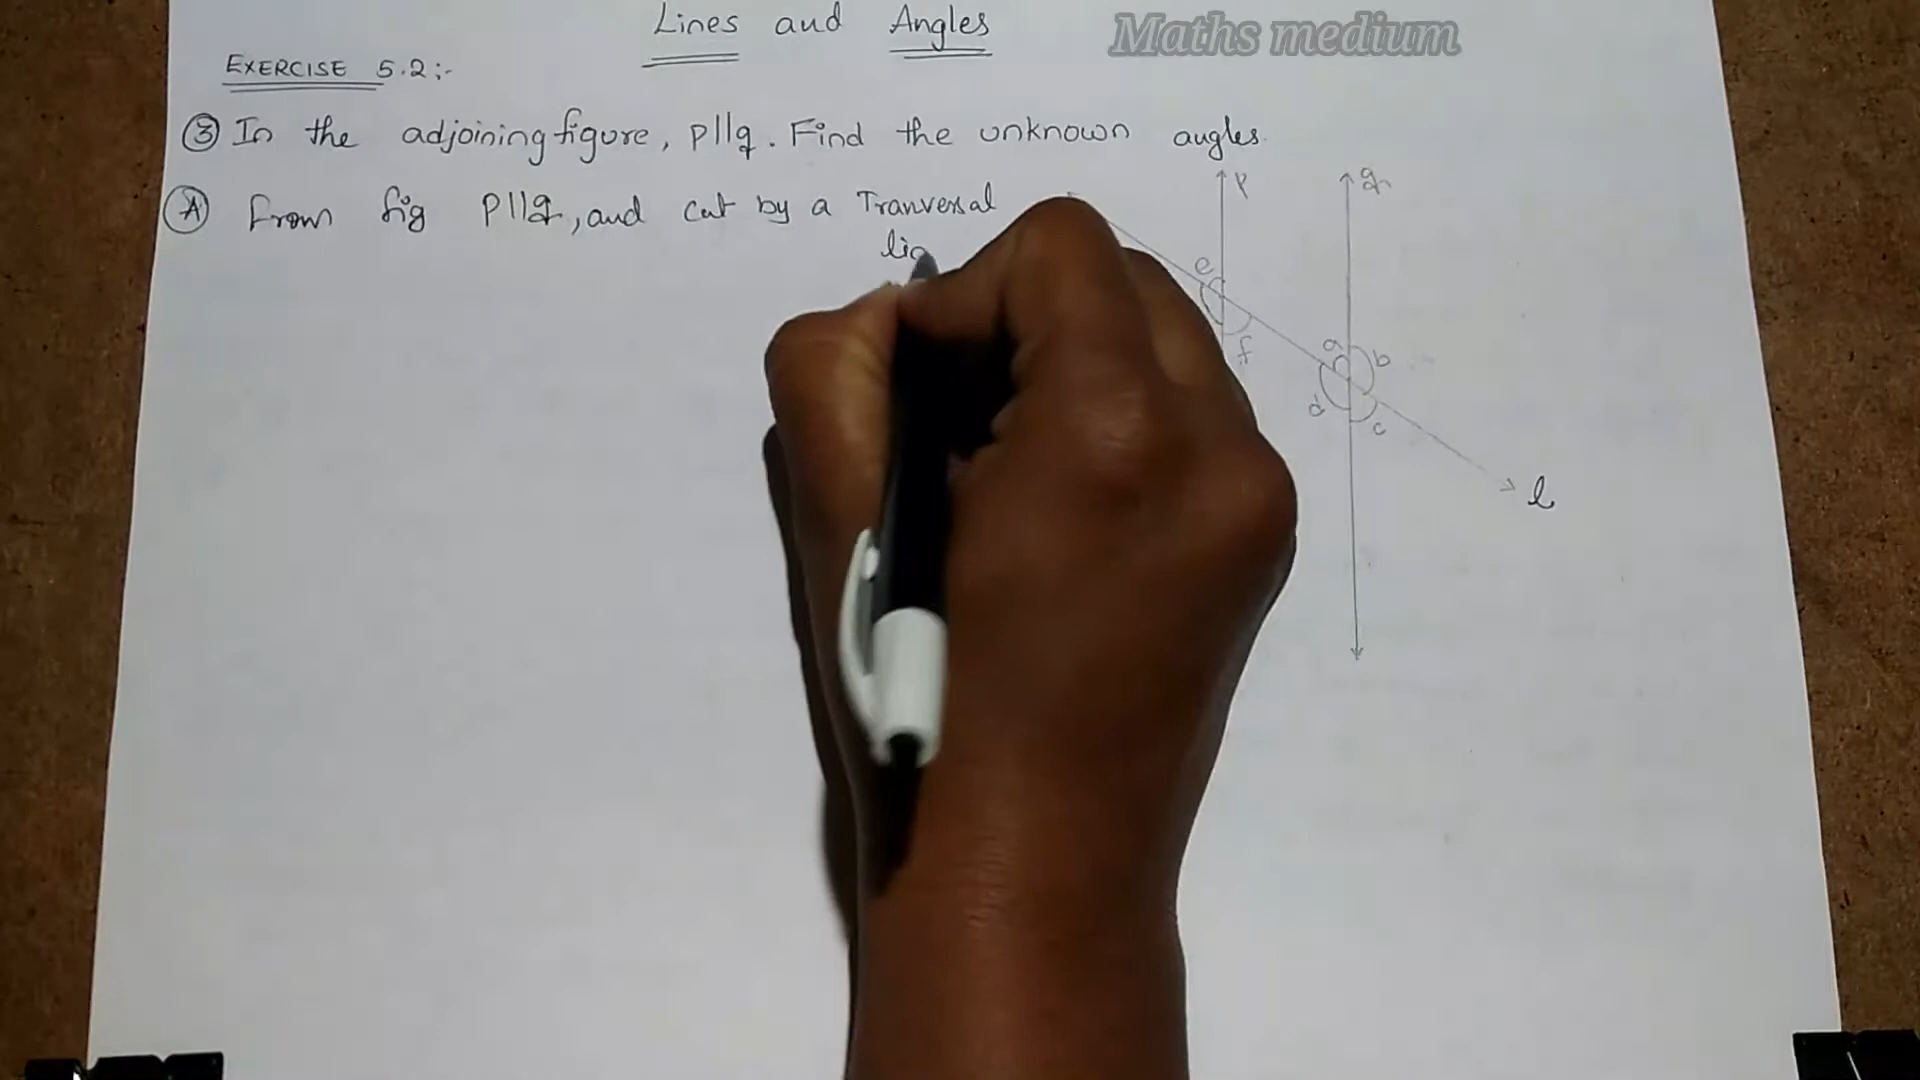 Lines and Angles
Maths medium
EXERCISE 5.2:-
③ In the adjoining figure, p||q. Find the unknown angles.
Ⓐ From fig P||q, and cut by a Tranversal
lin
p
q
e
f
a
b
d
c
l